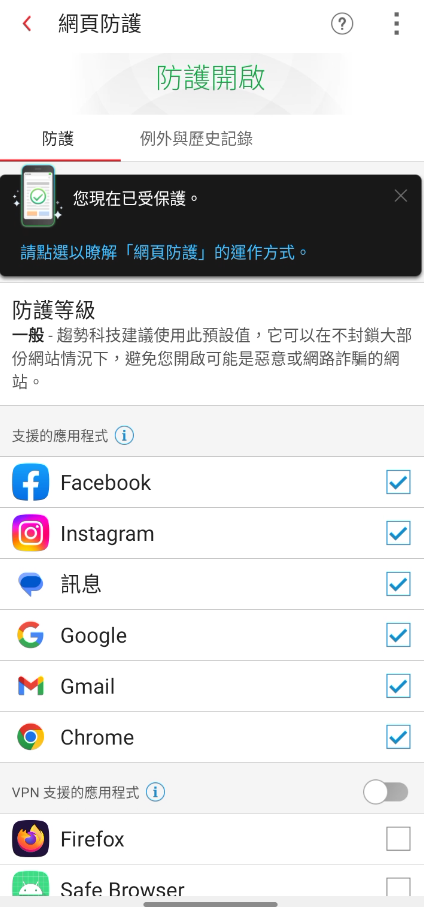 網頁防護
防護開啟
防護
例外與歷史記錄
您現在已受保護。
請點選以瞭解「網頁防護」的運作方式。
防護等級
一般 - 趨勢科技建議使用此預設值，它可以在不封鎖大部
份網站情況下，避免您開啟可能是惡意或網路詐騙的網
站。
支援的應用程式
Facebook
Instagram
訊息
Google
Gmail
Chrome
VPN 支援的應用程式
Firefox
Safe Browser